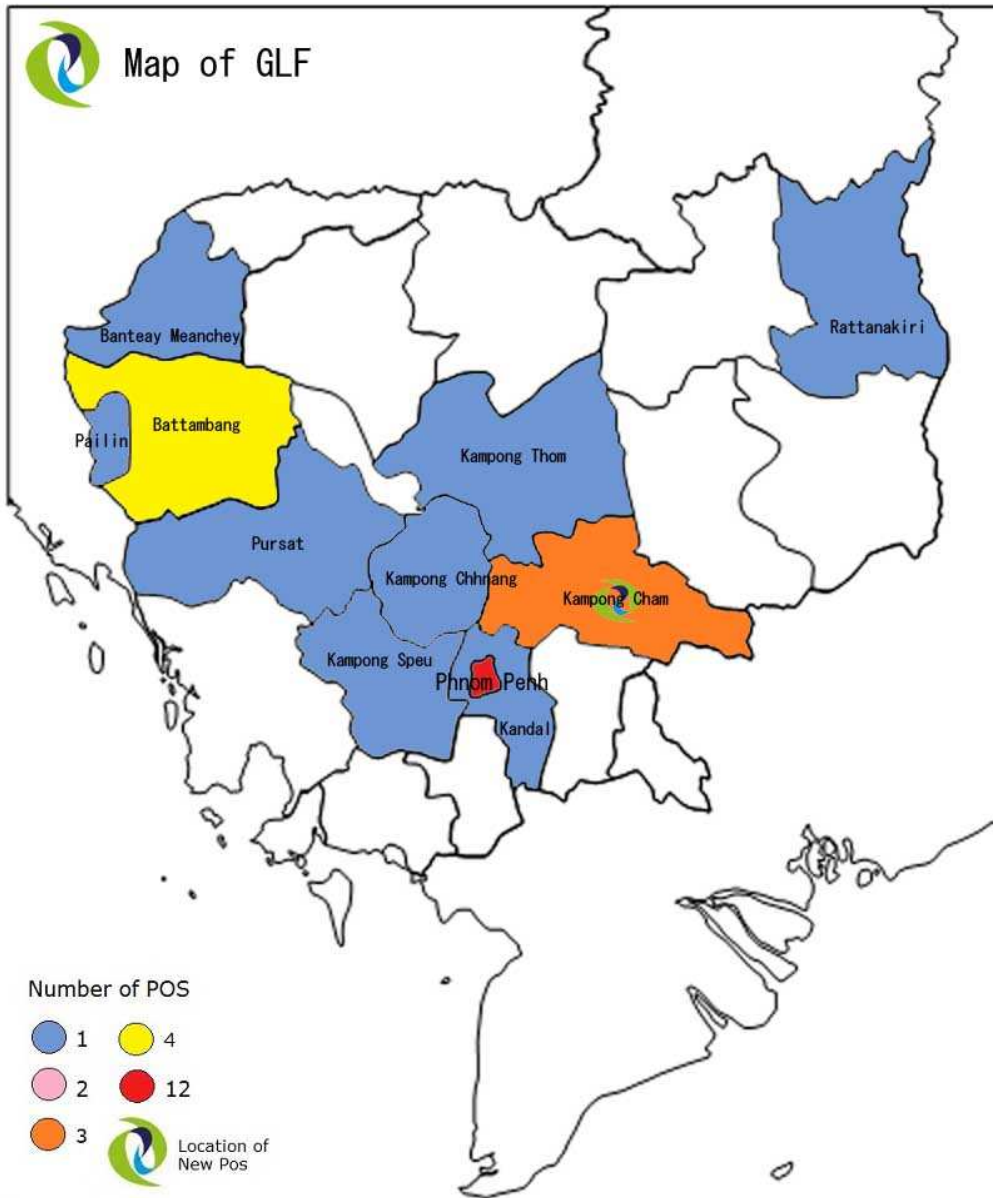 Map of GLF
Banteay Meanchey
Rattanakiri
Battambang
Pailin
Kampong Thom
Pursat
Kampong Chhnang
Kampong Cham
Kampong Speu
Phnom Penh
Kandal
Number of POS
1
4
2
12
3
Location of
New Pos